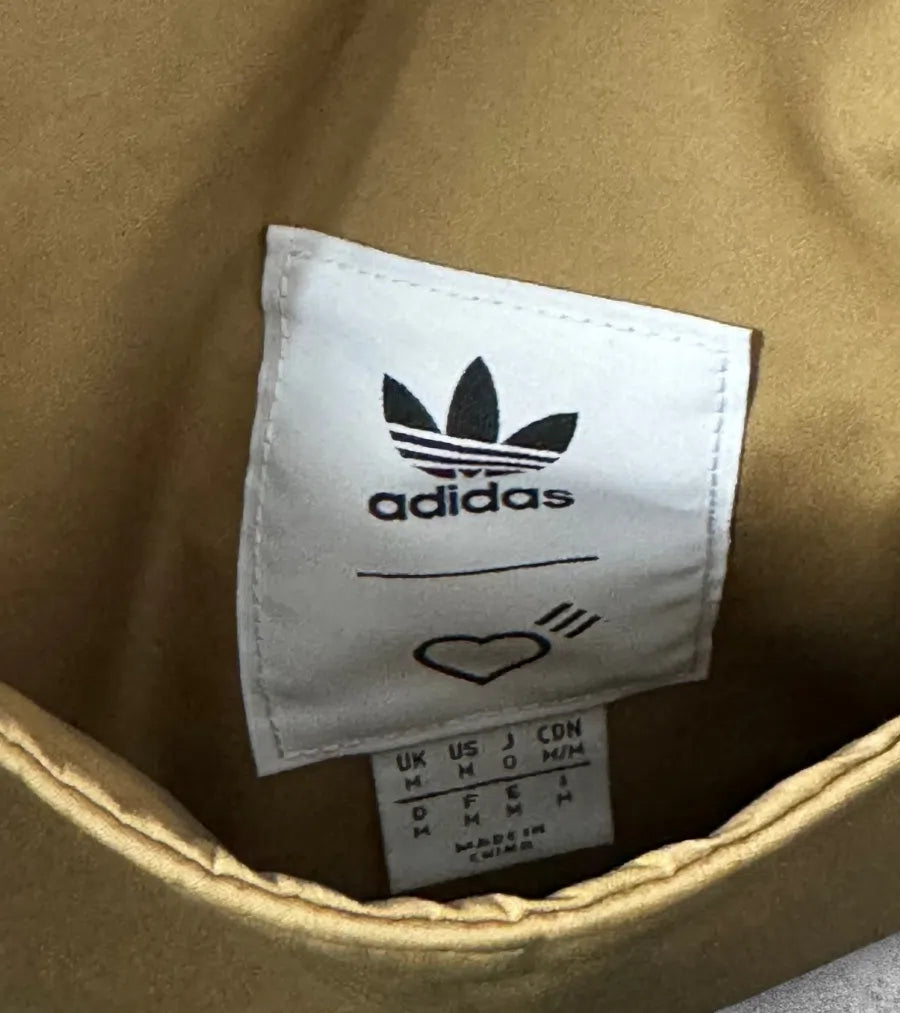 adidas
UK US J CDN
M M O M/M
D F E I
M M M M
MADE IN
CHINA